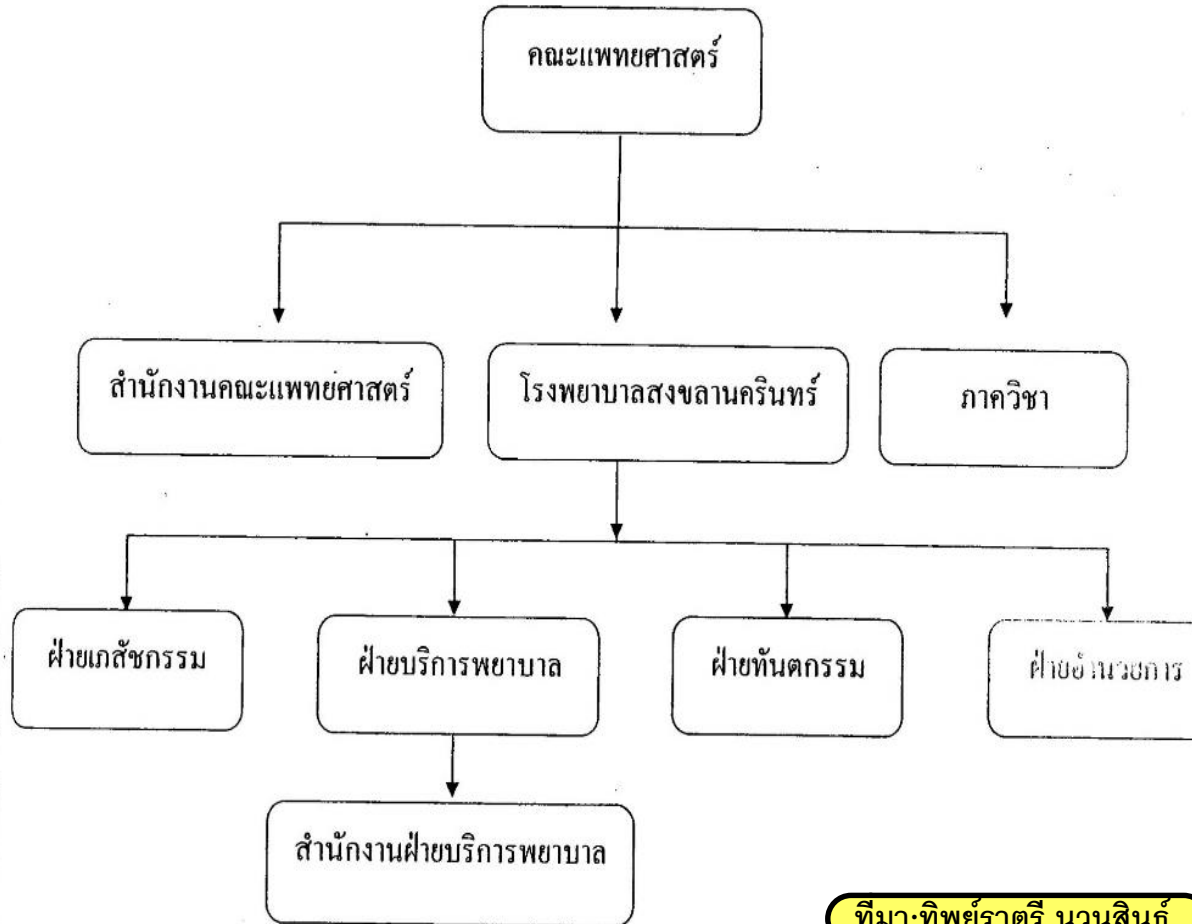 คณะแพทยศาสตร์
สำนักงานคณะแพทยศาสตร์
โรงพยาบาลสงขลานครินทร์
ภาควิชา
ฝ่ายเภสัชกรรม
ฝ่ายบริการพยาบาล
ฝ่ายทันตกรรม
ฝ่ายอำนวยการ
สำนักงานฝ่ายบริการพยาบาล
ที่มา:ทิพย์ราตรี นวนสินธุ์